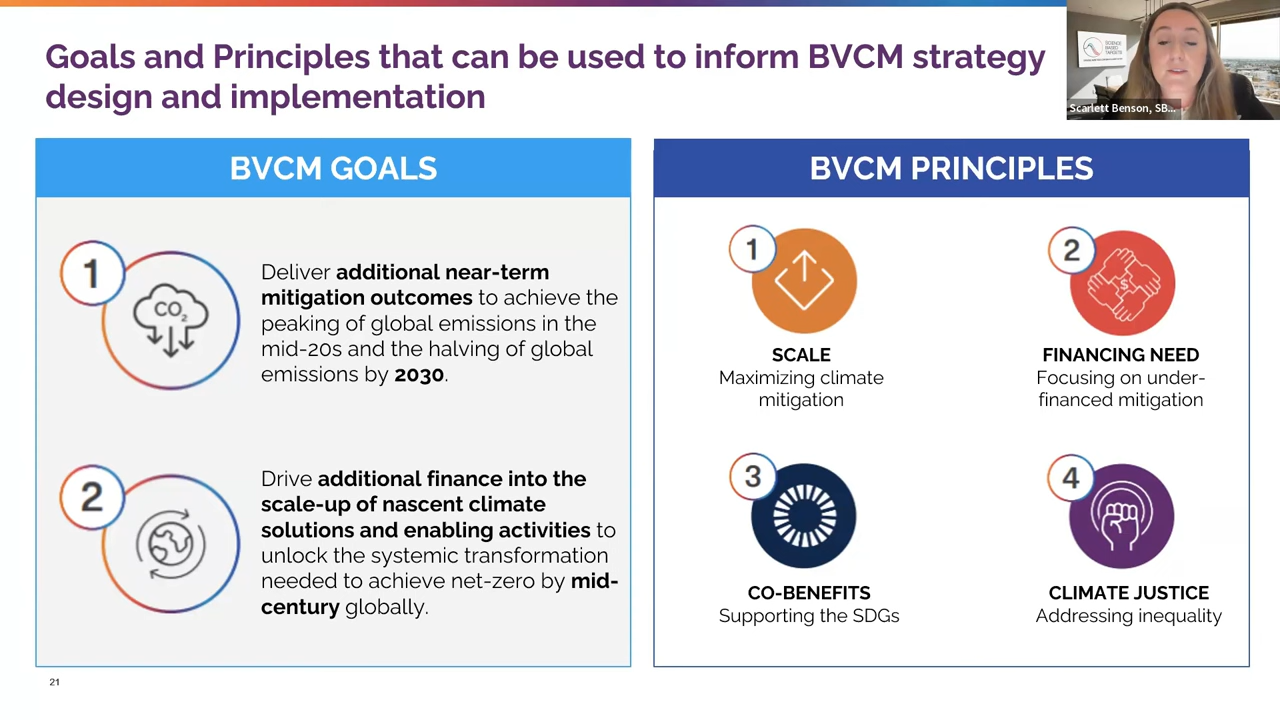 Goals and Principles that can be used to inform BVCM strategy
design and implementation
SCIENCE
BASED
TARGETS
Scarlett Benson, SB...
BVCM GOALS
1
CO2
Deliver additional near-term
mitigation outcomes to achieve the
peaking of global emissions in the
mid-20s and the halving of global
emissions by 2030.
2
Drive additional finance into the
scale-up of nascent climate
solutions and enabling activities to
unlock the systemic transformation
needed to achieve net-zero by mid-
century globally.
BVCM PRINCIPLES
1
SCALE
Maximizing climate
mitigation
2
$
FINANCING NEED
Focusing on under-
financed mitigation
3
CO-BENEFITS
Supporting the SDGs
4
CLIMATE JUSTICE
Addressing inequality
21